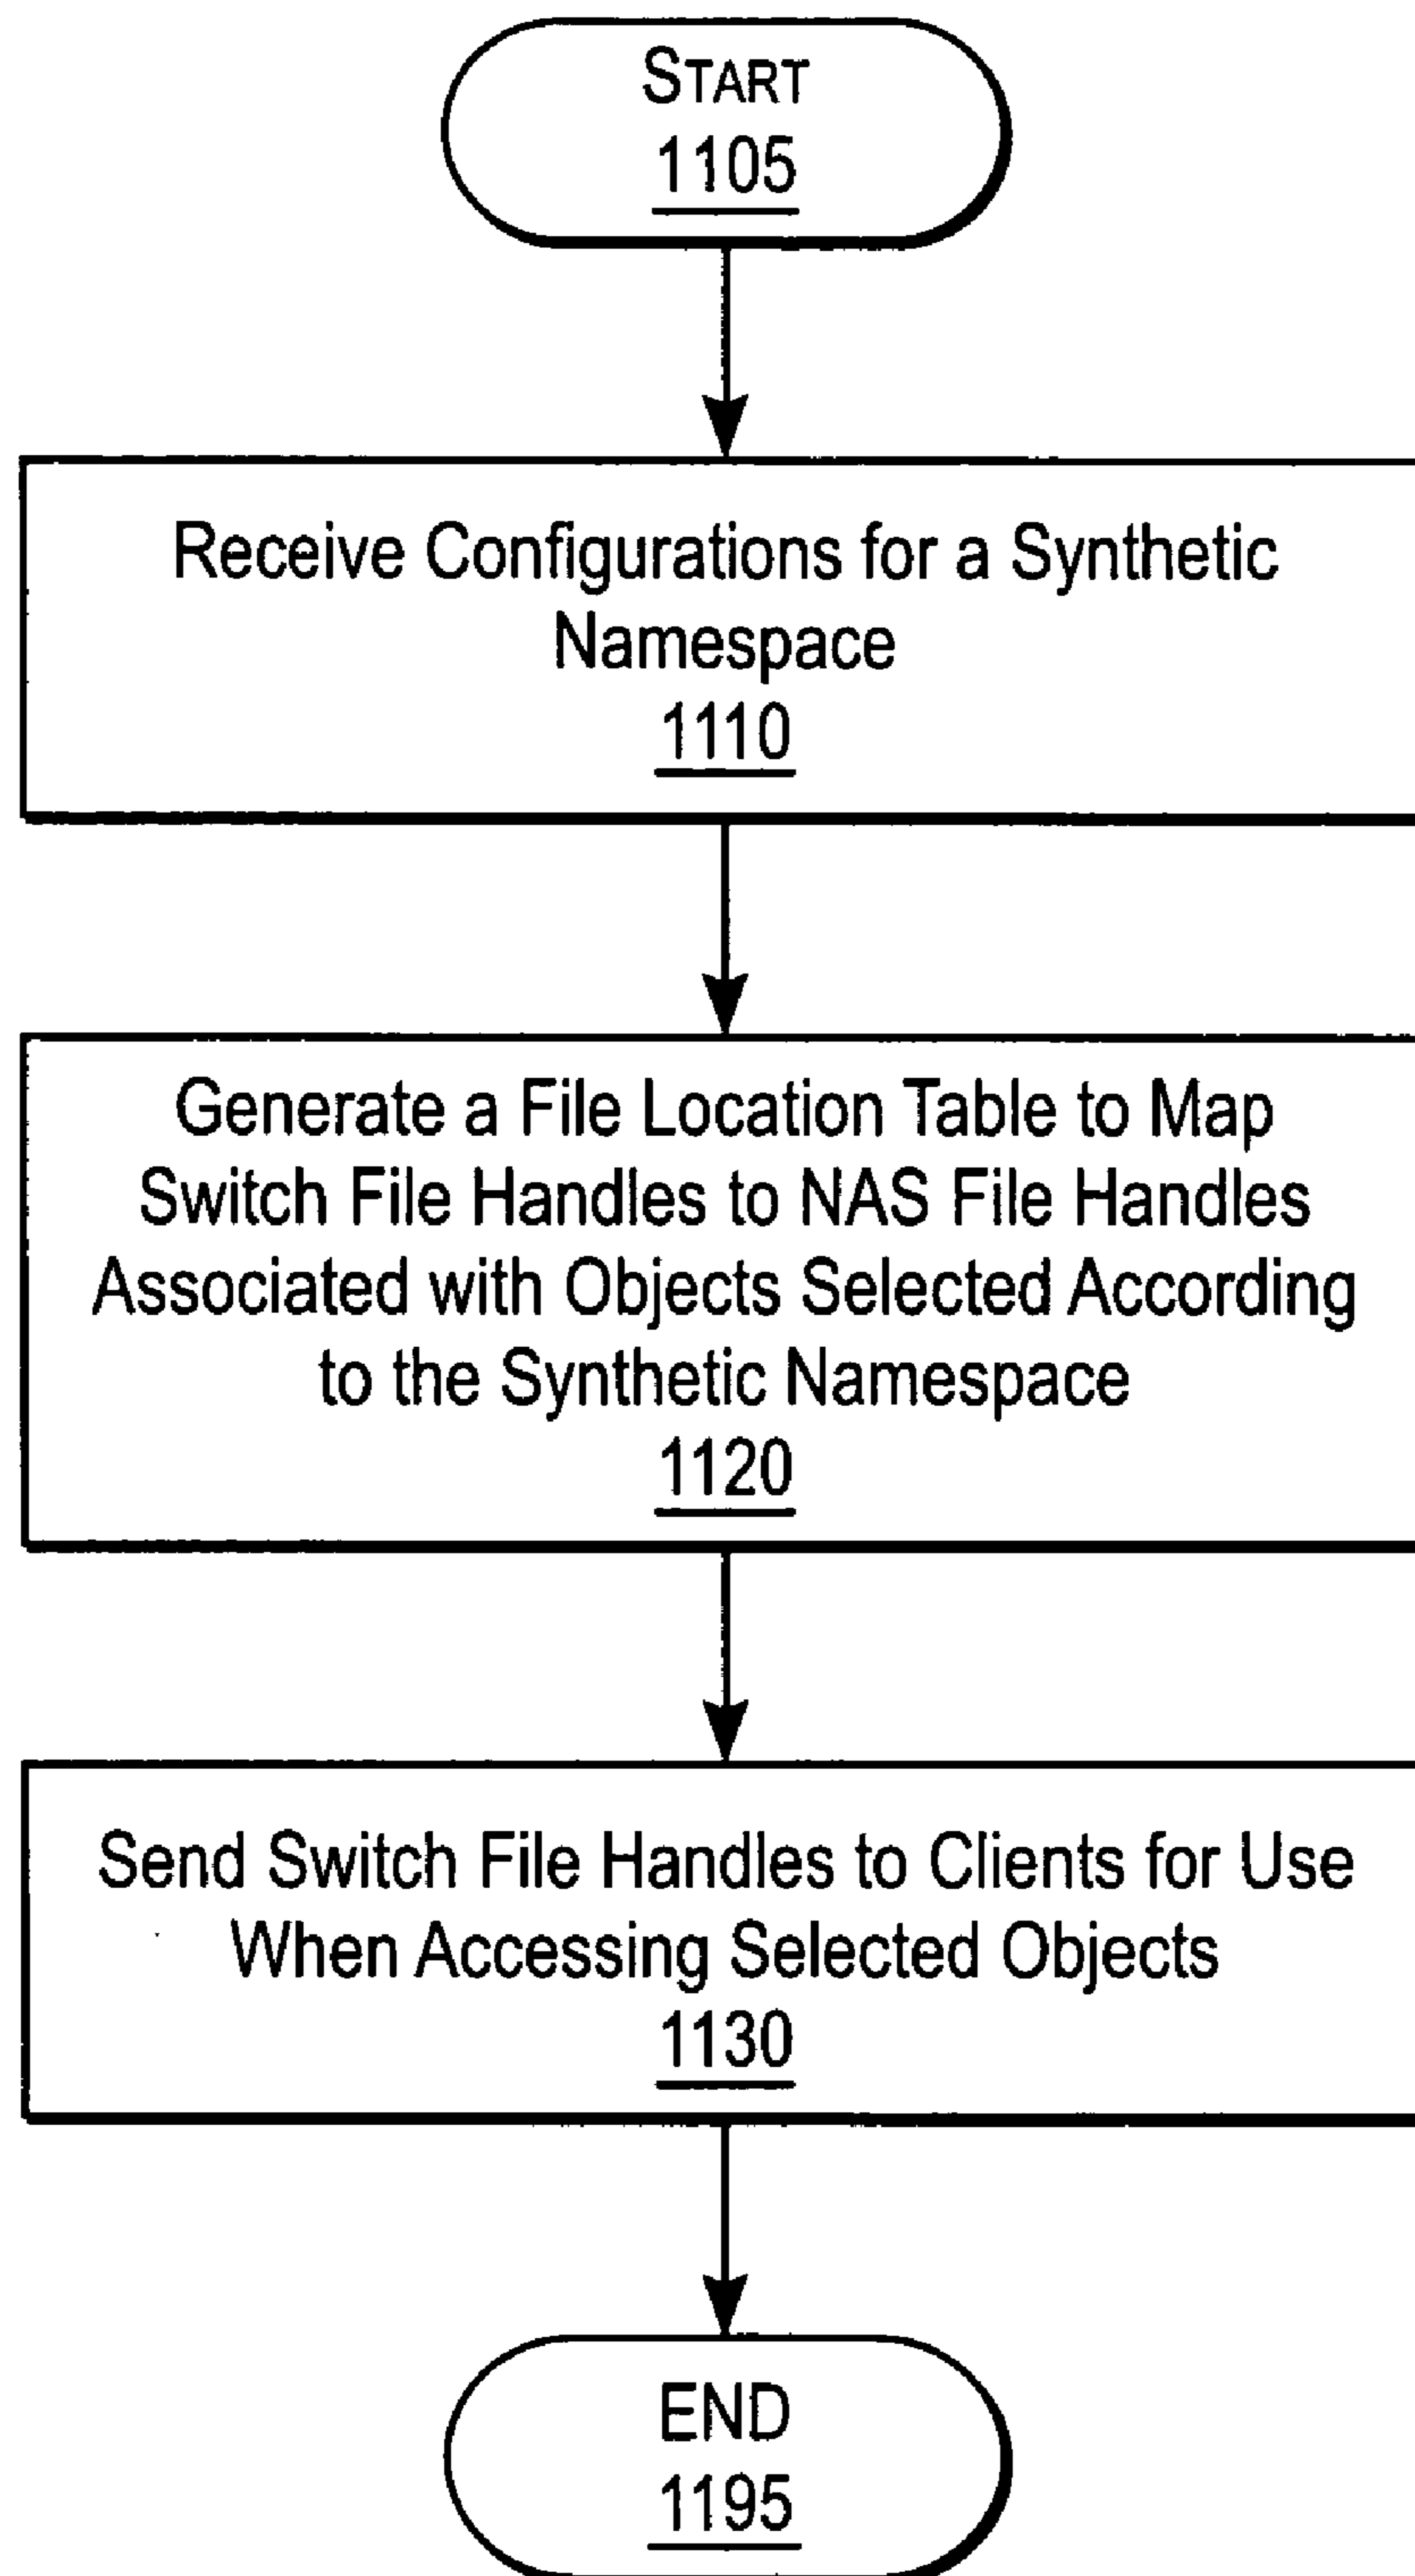 START
1105
Receive Configurations for a Synthetic
Namespace
1110
Generate a File Location Table to Map
Switch File Handles to NAS File Handles
Associated with Objects Selected According
to the Synthetic Namespace
1120
Send Switch File Handles to Clients for Use
When Accessing Selected Objects
1130
END
1195